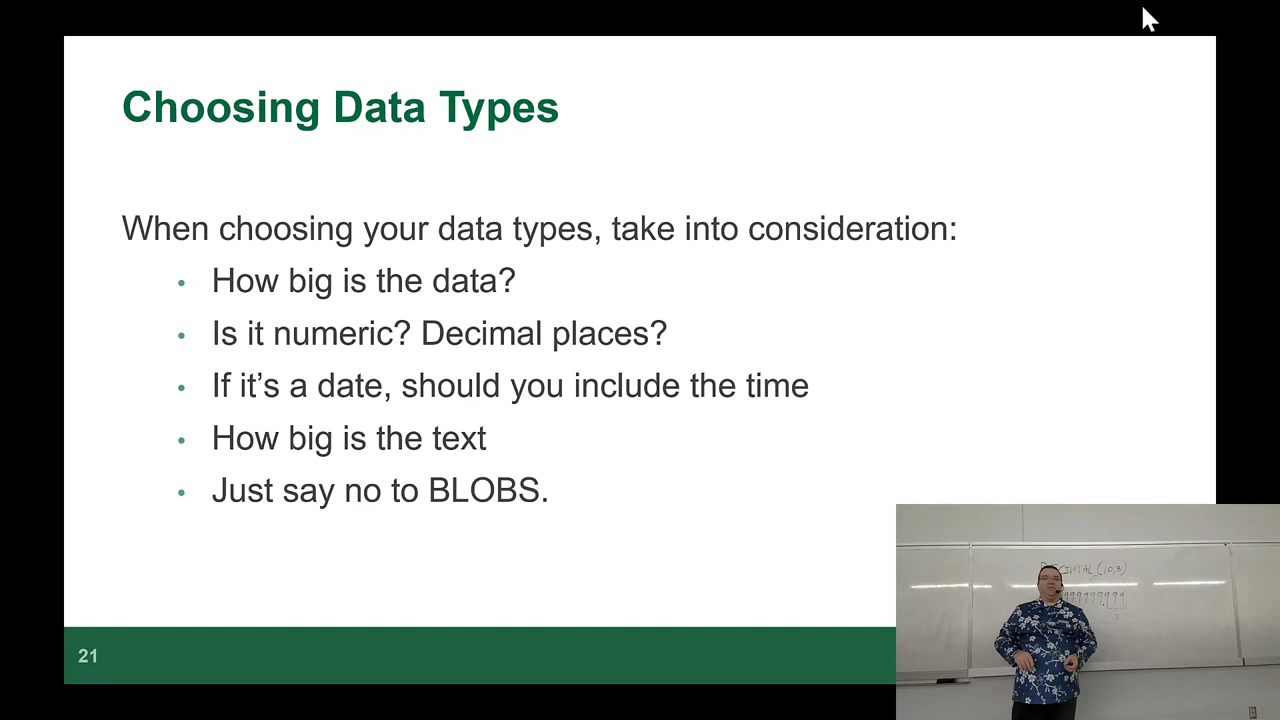 Choosing Data Types
When choosing your data types, take into consideration:
• How big is the data?
• Is it numeric? Decimal places?
• If it’s a date, should you include the time
• How big is the text
• Just say no to BLOBS.
(10,3)
21